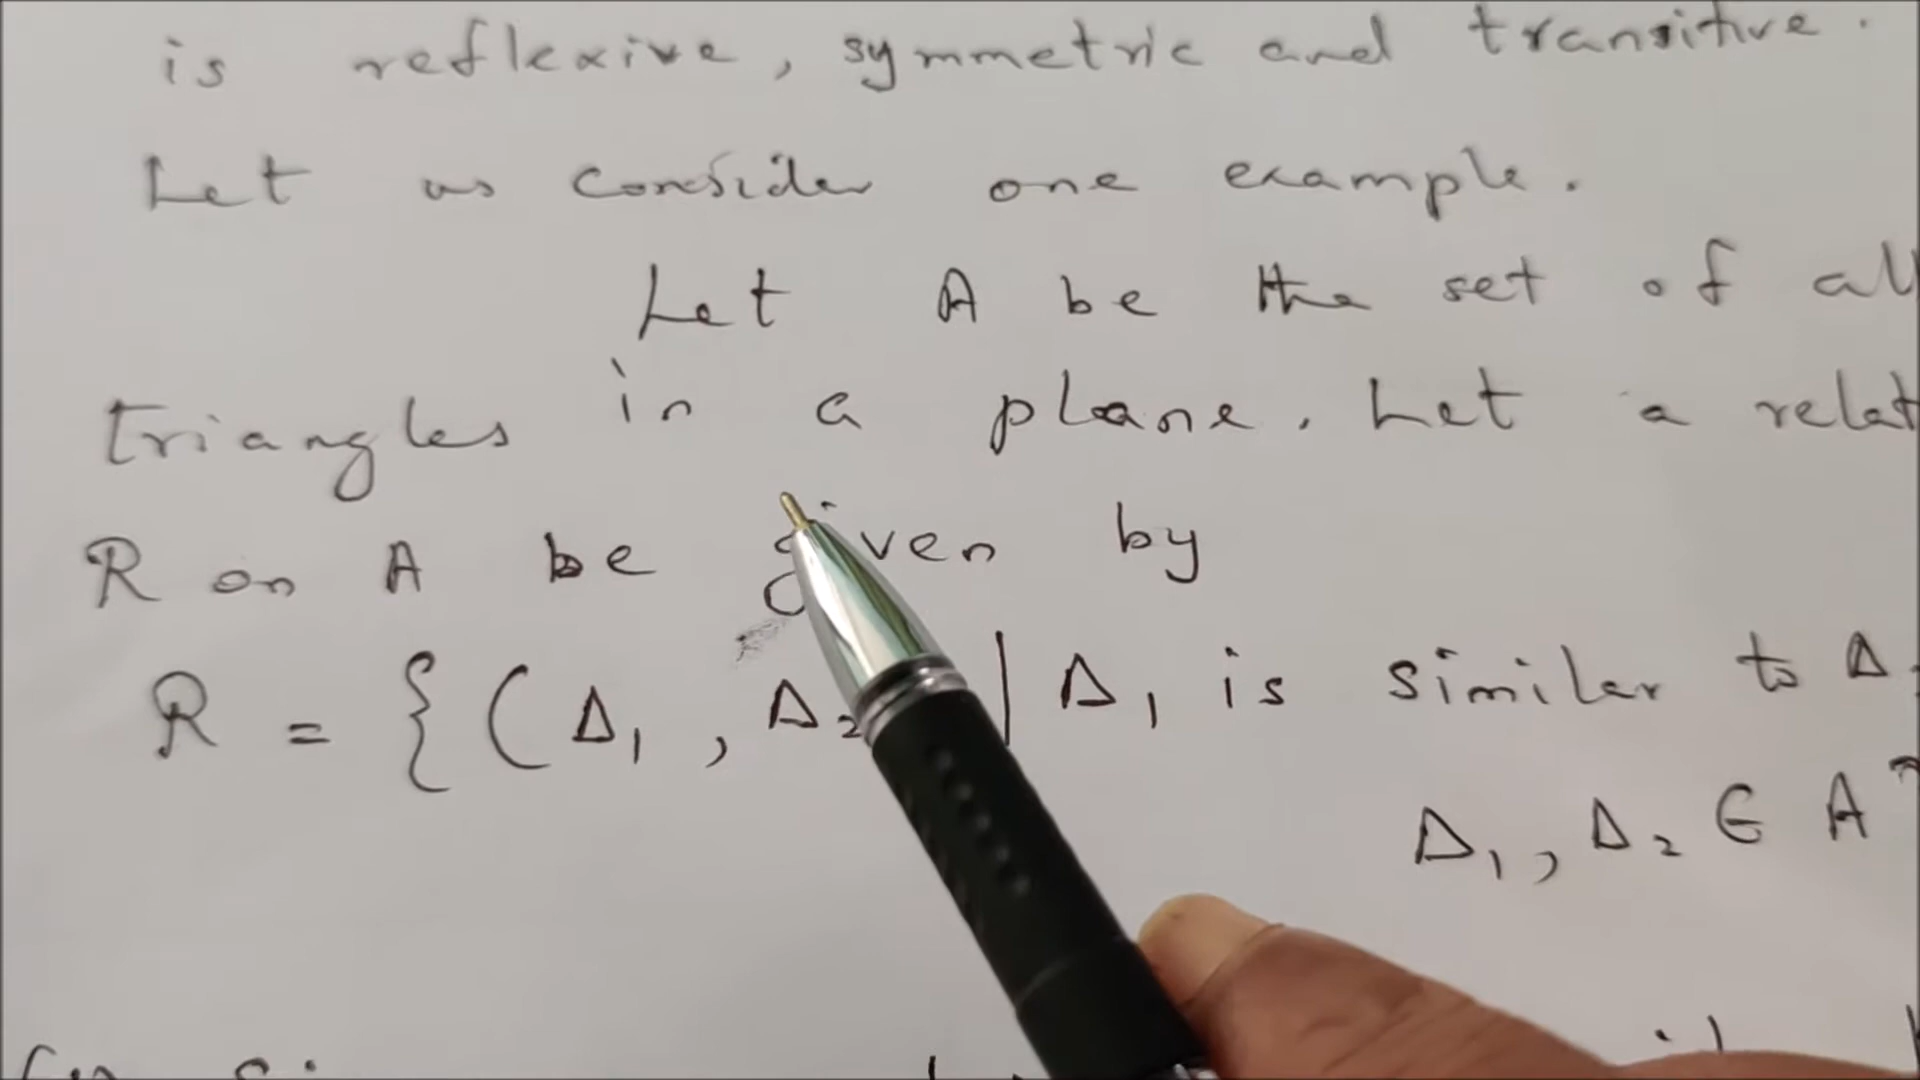 is reflexive, symmetric and transitive.
Let us consider one example.
Let A be the set of all
triangles in a plane. Let a relat
R on A be given by
R = { ( Δ1 , Δ2 | Δ1 is similar to Δ
Δ1 , Δ2 ∈ A